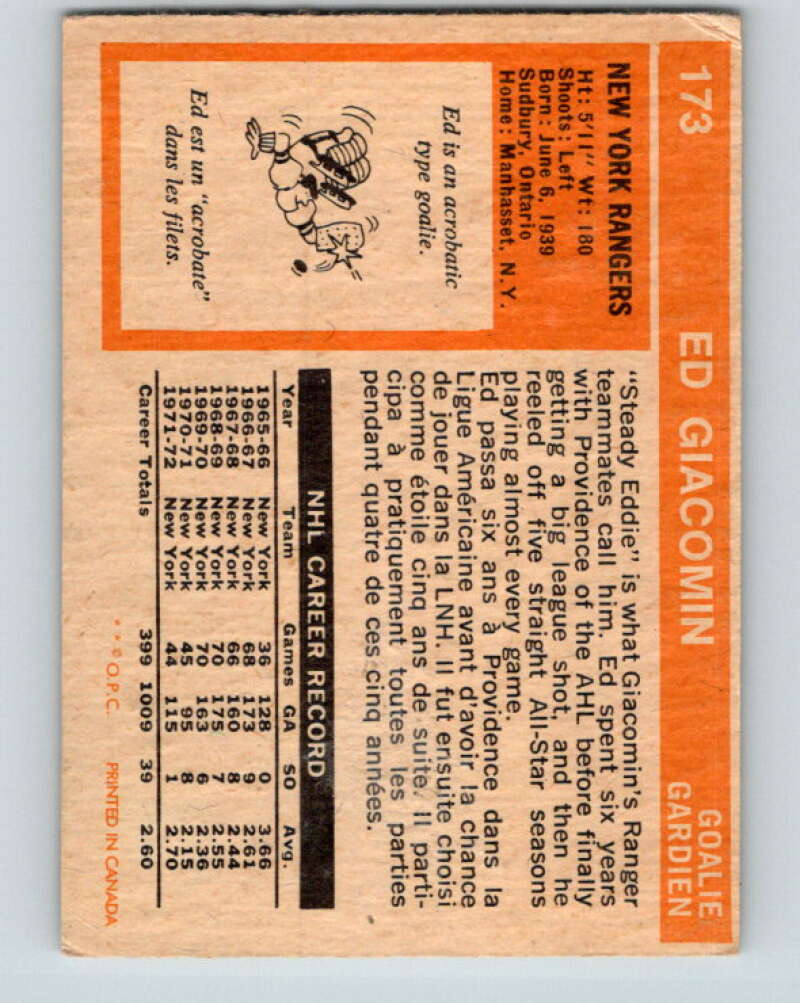 173 ED GIACOMIN GOALIE
GARDIEN
NEW YORK RANGERS
Ht: 5'11" Wt: 180
Shoots: Left
Born: June 6, 1939
Sudbury, Ontario
Home: Manhasset, N.Y.
Ed is an acrobatic
type goalie.
Ed est un "acrobate"
dans les filets.
"Steady Eddie" is what Giacomin's Ranger
teammates call him. Ed spent six years
with Providence of the AHL before finally
getting a big league shot, and then he
reeled off five straight All-Star seasons
playing almost every game.
Ed passa six ans à Providence dans la
Ligue Américaine avant d'avoir la chance
de jouer dans la LNH. Il fut ensuite choisi
comme étoile cinq ans de suite. Il parti-
cipa à pratiquement toutes les parties
pendant quatre de ces cinq années.
NHL CAREER RECORD
Year Team Games GA SO Avg.
1965-66 New York 36 128 0 3.66
1966-67 New York 68 173 9 2.61
1967-68 New York 66 160 8 2.44
1968-69 New York 70 175 7 2.55
1969-70 New York 70 163 6 2.36
1970-71 New York 45 95 8 2.15
1971-72 New York 44 115 1 2.70
Career Totals 399 1009 39 2.60
* * © O.P.C. PRINTED IN CANADA